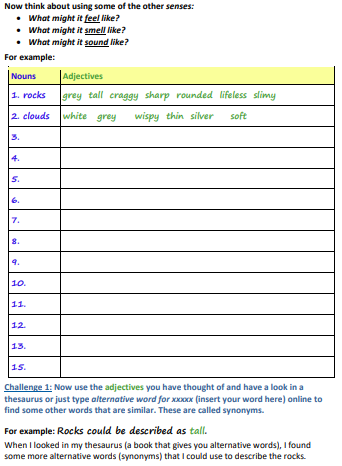 Now think about using some of the other senses:
• What might it feel like?
• What might it smell like?
• What might it sound like?
For example:
Nouns Adjectives
1. rocks grey tall craggy sharp rounded lifeless slimy
2. clouds white grey wispy thin silver soft
3.
4.
5.
6.
7.
8.
9.
10.
11.
12.
13.
15.
Challenge 1: Now use the adjectives you have thought of and have a look in a
thesaurus or just type alternative word for xxxxx (insert your word here) online to
find some other words that are similar. These are called synonyms.
For example: Rocks could be described as tall.
When I looked in my thesaurus (a book that gives you alternative words), I found
some more alternative words (synonyms) that I could use to describe the rocks.